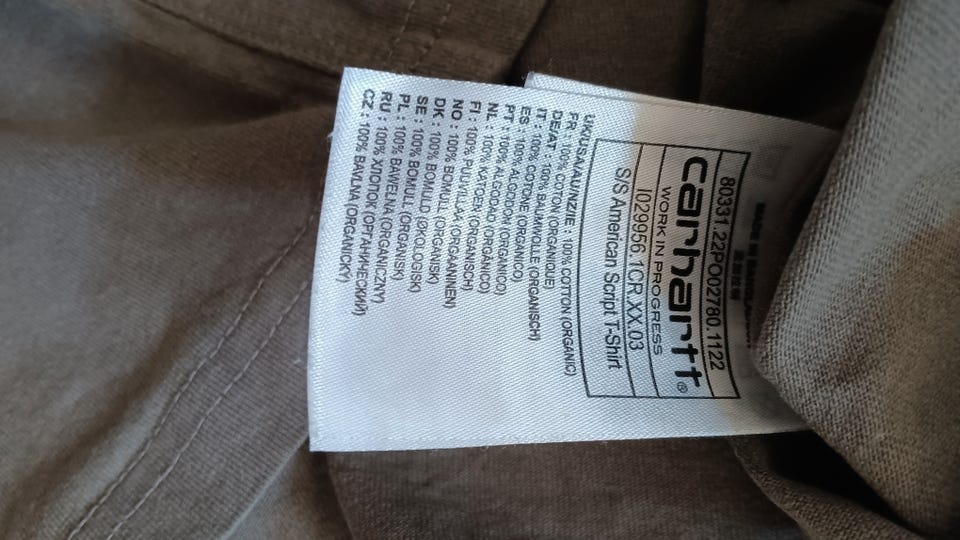 80331.22PO02780.1122
carhartt®
WORK IN PROGRESS
I029956.1CR.XX.03
S/S American Script T-Shirt
UK/USA/AU/NZ/IE : 100% COTTON (ORGANIC)
FR : 100% COTON (ORGANIQUE)
DE/AT : 100% BAUMWOLLE (ORGANISCH)
IT : 100% COTONE (ORGANICO)
ES : 100% ALGODÓN (ORGANICO)
PT : 100% ALGODAO (ORGÂNICO)
NL : 100% KATOEN (ORGANISCH)
FI : 100% PUUVILLA (ORGAANINEN)
NO : 100% BOMULL (ORGANISK)
DK : 100% BOMULD (ØKOLOGISK)
SE : 100% BOMULL (ORGANISK)
PL : 100% BAWEŁNA (ORGANICZNY)
RU : 100% ХЛОПОК (ОРГАНИЧЕСКИЙ)
CZ : 100% BAVLNA (ORGANICKÝ)